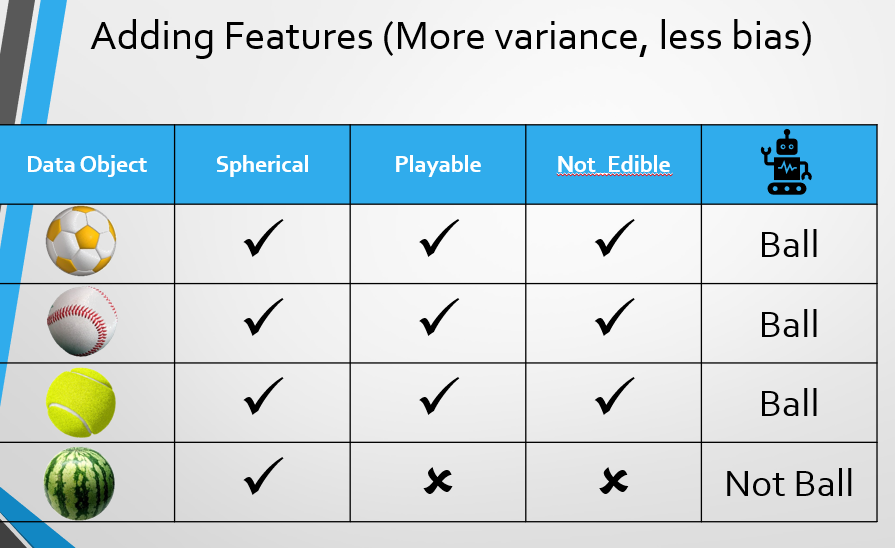 Adding Features (More variance, less bias)
Data Object Spherical Playable Not_Edible
✓ ✓ ✓ Ball
✓ ✓ ✓ Ball
✓ ✓ ✓ Ball
✓ ✘ ✘ Not Ball